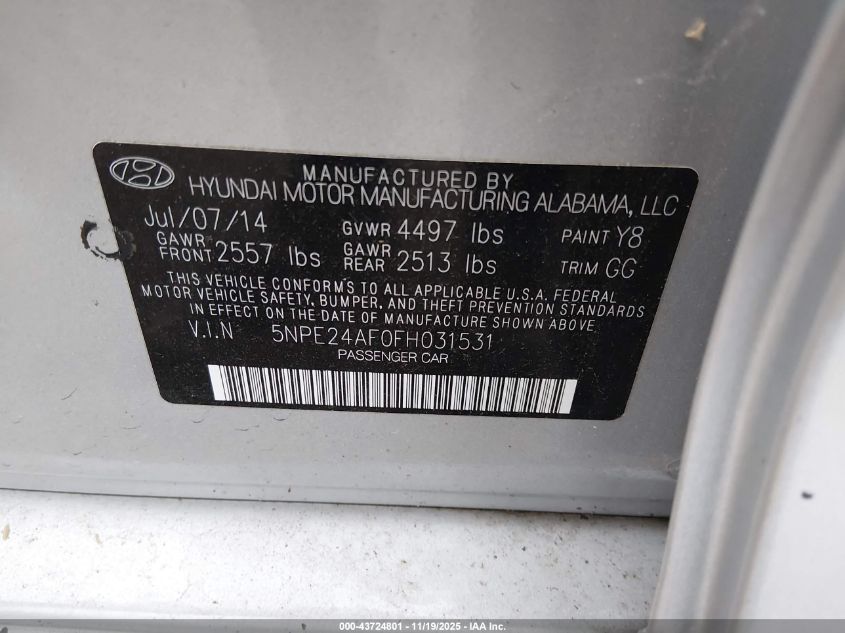 MANUFACTURED BY
HYUNDAI MOTOR MANUFACTURING ALABAMA, LLC
Jul/07/14 GVWR 4497 lbs PAINT Y8
GAWR FRONT 2557 lbs GAWR REAR 2513 lbs TRIM GG
THIS VEHICLE CONFORMS TO ALL APPLICABLE U.S.A. FEDERAL
MOTOR VEHICLE SAFETY, BUMPER, AND THEFT PREVENTION STANDARDS
IN EFFECT ON THE DATE OF MANUFACTURE SHOWN ABOVE.
V.I.N 5NPE24AF0FH031531
PASSENGER CAR
000-43724801 - 11/19/2025 - IAA Inc.